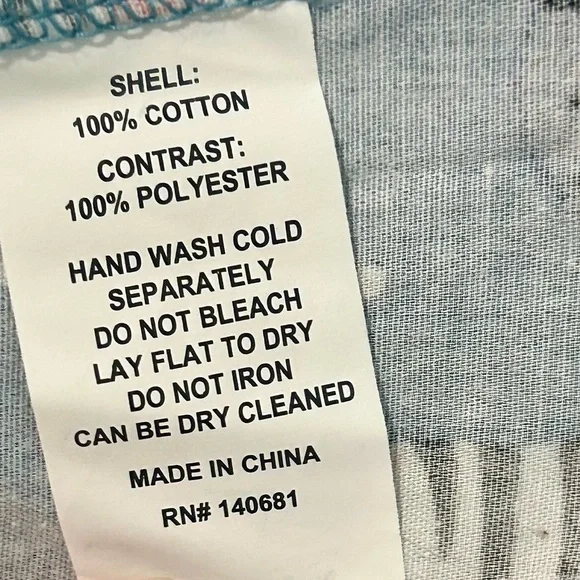 SHELL:
100% COTTON
CONTRAST:
100% POLYESTER
HAND WASH COLD
SEPARATELY
DO NOT BLEACH
LAY FLAT TO DRY
DO NOT IRON
CAN BE DRY CLEANED
MADE IN CHINA
RN# 140681